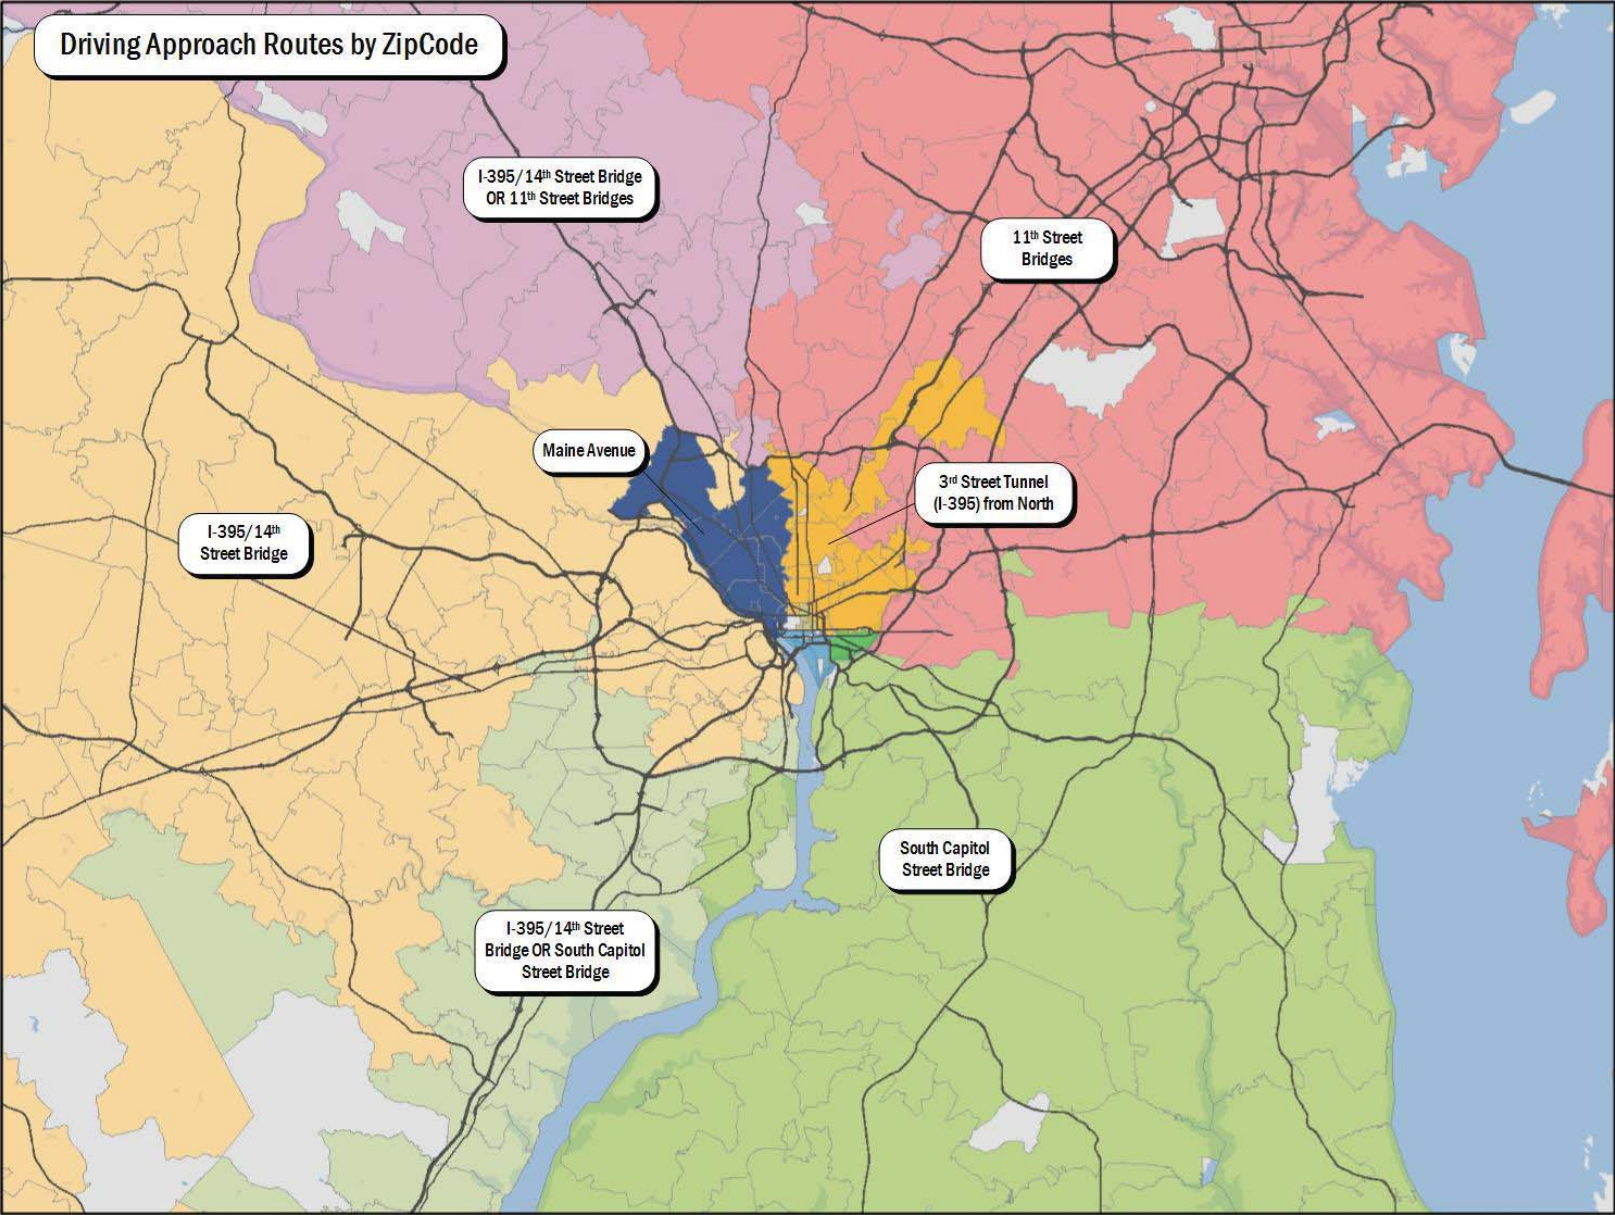 Driving Approach Routes by ZipCode
I-395/14th Street Bridge
OR 11th Street Bridges
11th Street
Bridges
Maine Avenue
3rd Street Tunnel
(I-395) from North
I-395/14th
Street Bridge
South Capitol
Street Bridge
I-395/14th Street
Bridge OR South Capitol
Street Bridge